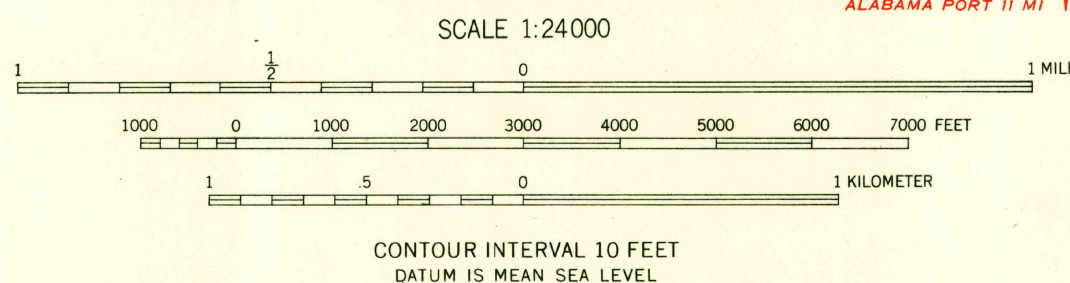 ALABAMA PORT 11 MI
SCALE 1:24000
1 1/2 0 1 MILE
1000 0 1000 2000 3000 4000 5000 6000 7000 FEET
1 .5 0 1 KILOMETER
CONTOUR INTERVAL 10 FEET
DATUM IS MEAN SEA LEVEL